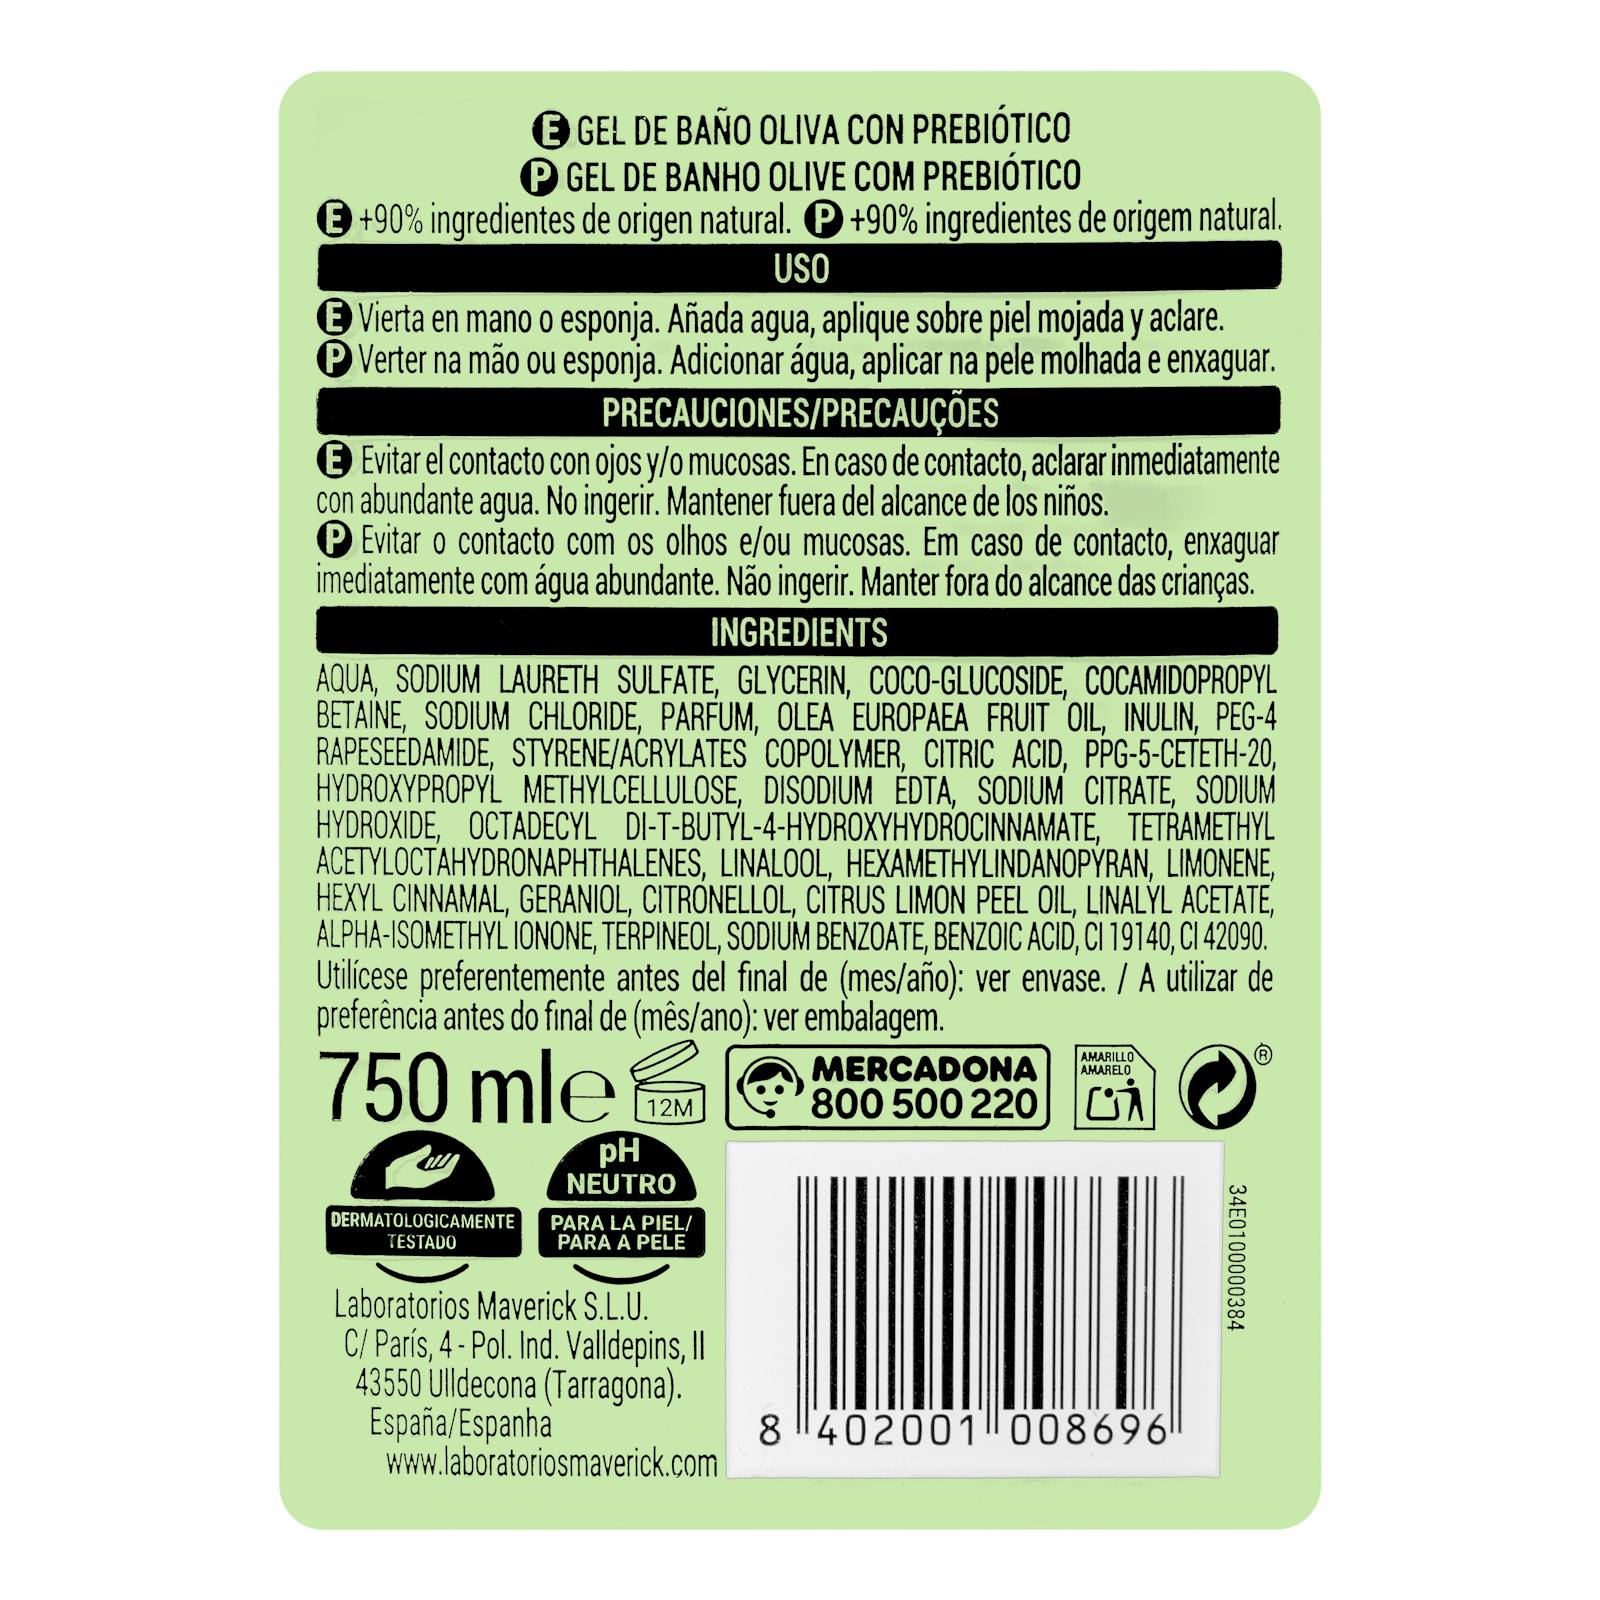 E GEL DE BAÑO OLIVA CON PREBIÓTICO
P GEL DE BANHO OLIVE COM PREBIÓTICO
E +90% ingredientes de origen natural. P +90% ingredientes de origem natural.
USO
E Vierta en mano o esponja. Añada agua, aplique sobre piel mojada y aclare.
P Verter na mão ou esponja. Adicionar água, aplicar na pele molhada e enxaguar.
PRECAUCIONES/PRECAUÇÕES
E Evitar el contacto con ojos y/o mucosas. En caso de contacto, aclarar inmediatamente
con abundante agua. No ingerir. Mantener fuera del alcance de los niños.
P Evitar o contacto com os olhos e/ou mucosas. Em caso de contacto, enxaguar
imediatamente com água abundante. Não ingerir. Manter fora do alcance das crianças.
INGREDIENTS
AQUA, SODIUM LAURETH SULFATE, GLYCERIN, COCO-GLUCOSIDE, COCAMIDOPROPYL
BETAINE, SODIUM CHLORIDE, PARFUM, OLEA EUROPAEA FRUIT OIL, INULIN, PEG-4
RAPESEEDAMIDE, STYRENE/ACRYLATES COPOLYMER, CITRIC ACID, PPG-5-CETETH-20,
HYDROXYPROPYL METHYLCELLULOSE, DISODIUM EDTA, SODIUM CITRATE, SODIUM
HYDROXIDE, OCTADECYL DI-T-BUTYL-4-HYDROXYHYDROCINNAMATE, TETRAMETHYL
ACETYLOCTAHYDRONAPHTHALENES, LINALOOL, HEXAMETHYLINDANOPYRAN, LIMONENE,
HEXYL CINNAMAL, GERANIOL, CITRONELLOL, CITRUS LIMON PEEL OIL, LINALYL ACETATE,
ALPHA-ISOMETHYL IONONE, TERPINEOL, SODIUM BENZOATE, BENZOIC ACID, CI 19140, CI 42090.
Utilícese preferentemente antes del final de (mes/año): ver envase. / A utilizar de
preferência antes do final de (mês/ano): ver embalagem.
750 ml e
12M
MERCADONA
800 500 220
AMARILLO
AMARELO
®
DERMATOLOGICAMENTE
TESTADO
pH
NEUTRO
PARA LA PIEL/
PARA A PELE
Laboratorios Maverick S.L.U.
C/ París, 4 - Pol. Ind. Valldepins, II
43550 Ulldecona (Tarragona).
España/Espanha
www.laboratoriosmaverick.com
8 402001 008696
34E010000384